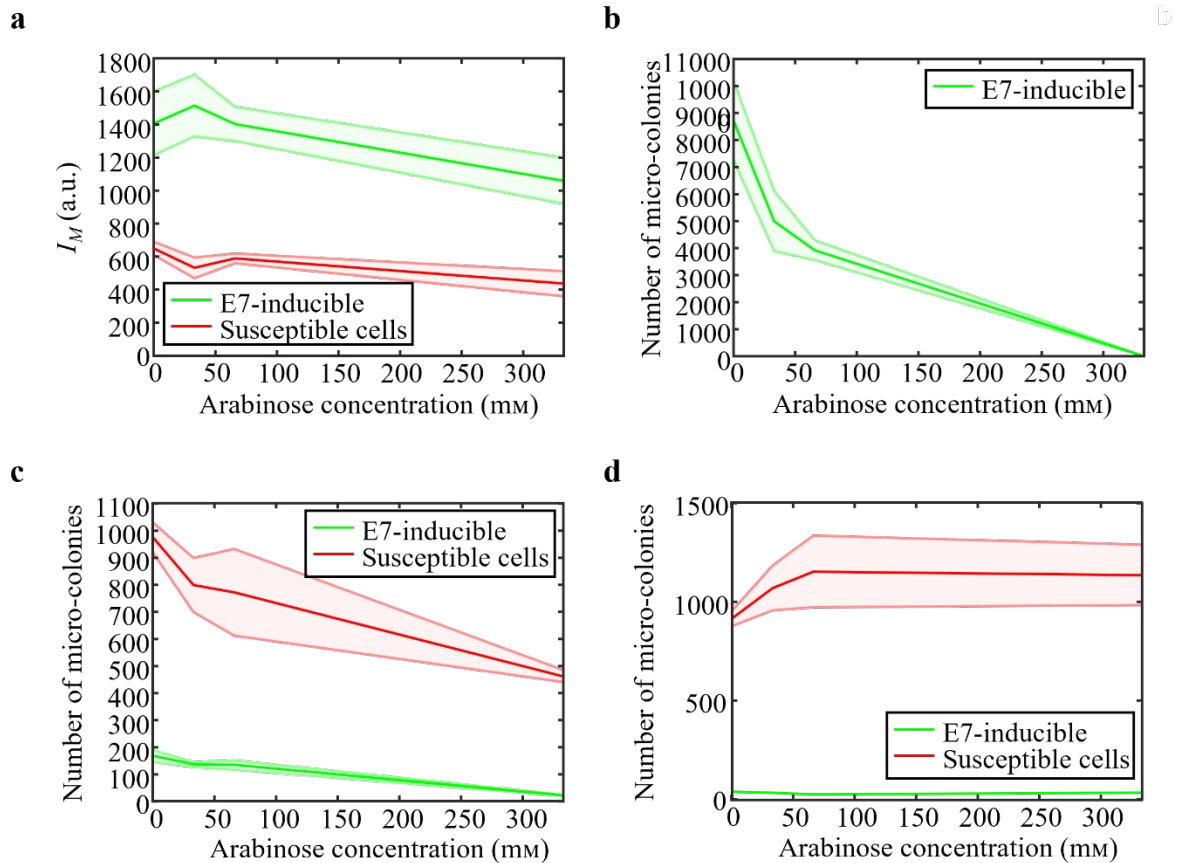 a
1800
1600
1400
1200
1000
800
600
400
200
0
I_M (a.u.)
E7-inducible
Susceptible cells
0 50 100 150 200 250 300
Arabinose concentration (mM)
b
b
11000
10000
9000
8000
7000
6000
5000
4000
3000
2000
1000
0
Number of micro-colonies
E7-inducible
0 50 100 150 200 250 300
Arabinose concentration (mM)
c
1100
1000
900
800
700
600
500
400
300
200
100
0
Number of micro-colonies
E7-inducible
Susceptible cells
0 50 100 150 200 250 300
Arabinose concentration (mM)
d
1500
1000
500
0
Number of micro-colonies
E7-inducible
Susceptible cells
0 50 100 150 200 250 300
Arabinose concentration (mM)